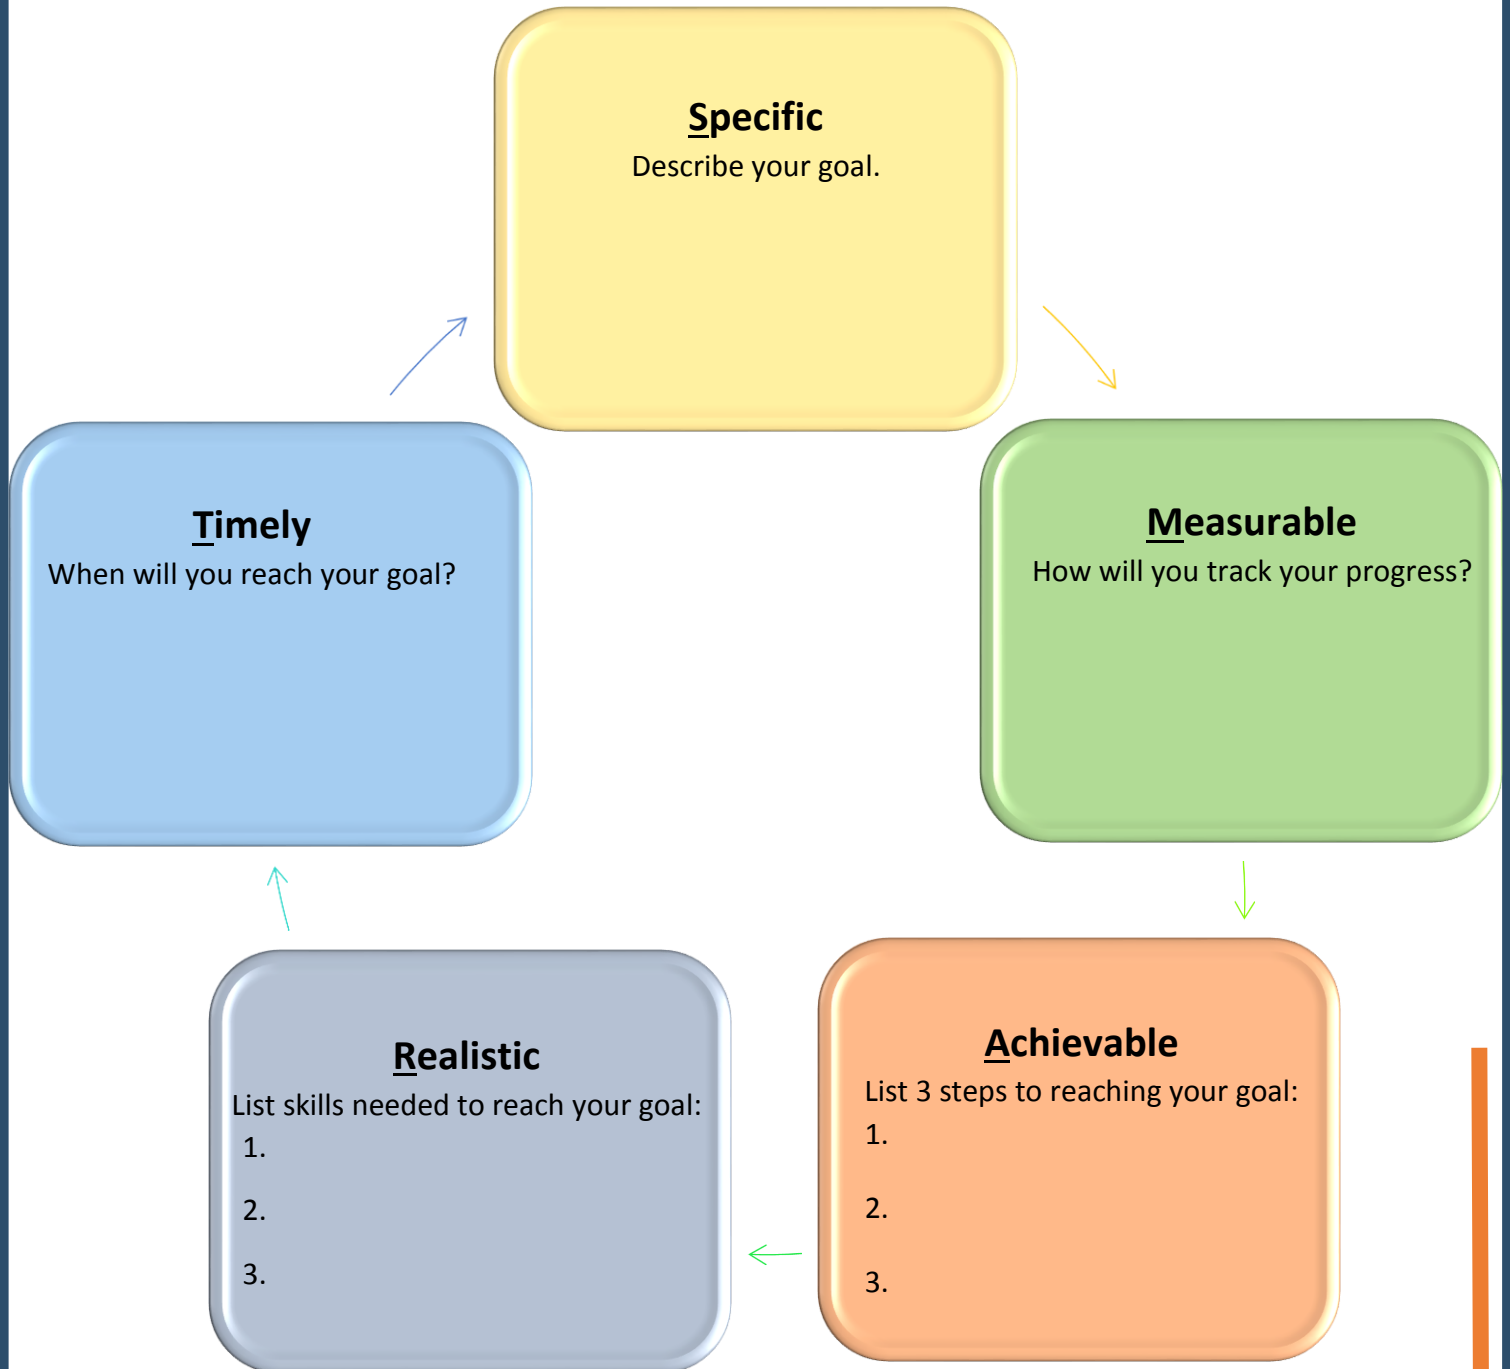 Specific
Describe your goal.
Measurable
How will you track your progress?
Achievable
List 3 steps to reaching your goal:
1.
2.
3.
Realistic
List skills needed to reach your goal:
1.
2.
3.
Timely
When will you reach your goal?